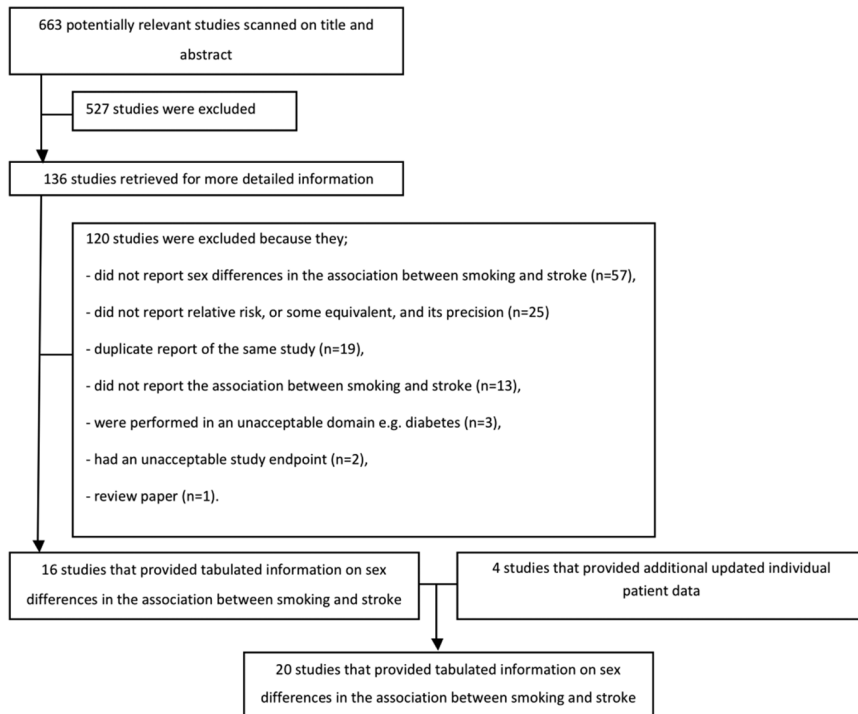 663 potentially relevant studies scanned on title and
abstract
527 studies were excluded
136 studies retrieved for more detailed information
120 studies were excluded because they;
- did not report sex differences in the association between smoking and stroke (n=57),
- did not report relative risk, or some equivalent, and its precision (n=25)
- duplicate report of the same study (n=19),
- did not report the association between smoking and stroke (n=13),
- were performed in an unacceptable domain e.g. diabetes (n=3),
- had an unacceptable study endpoint (n=2),
- review paper (n=1).
16 studies that provided tabulated information on sex
differences in the association between smoking and stroke
4 studies that provided additional updated individual
patient data
20 studies that provided tabulated information on sex
differences in the association between smoking and stroke